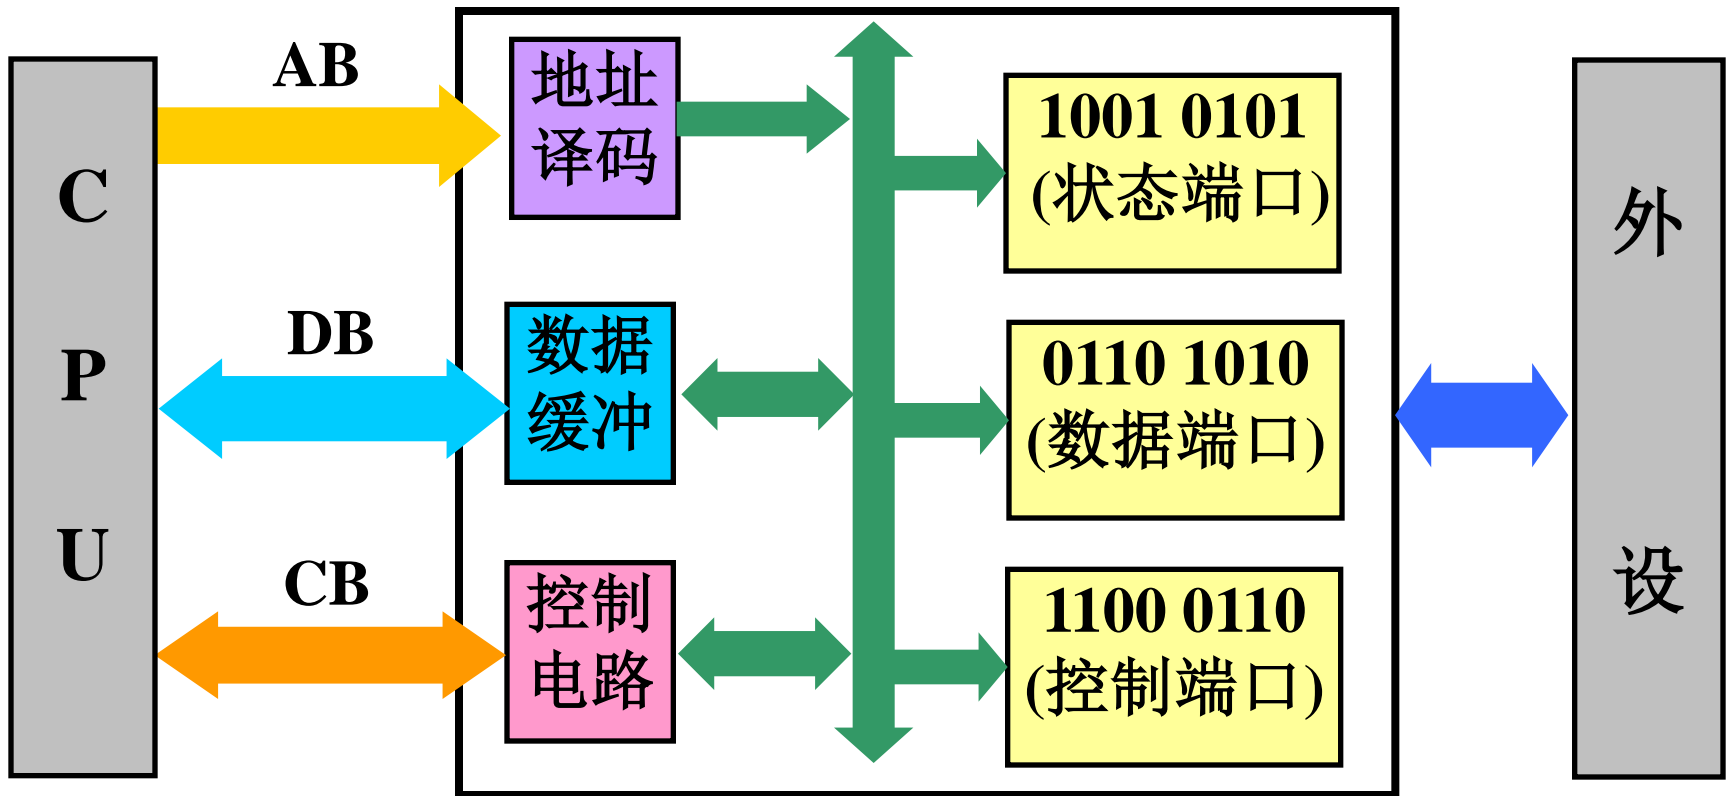 C
P
U
AB
DB
CB
地址
译码
数据
缓冲
控制
电路
1001 0101
(状态端口)
0110 1010
(数据端口)
1100 0110
(控制端口)
外
设